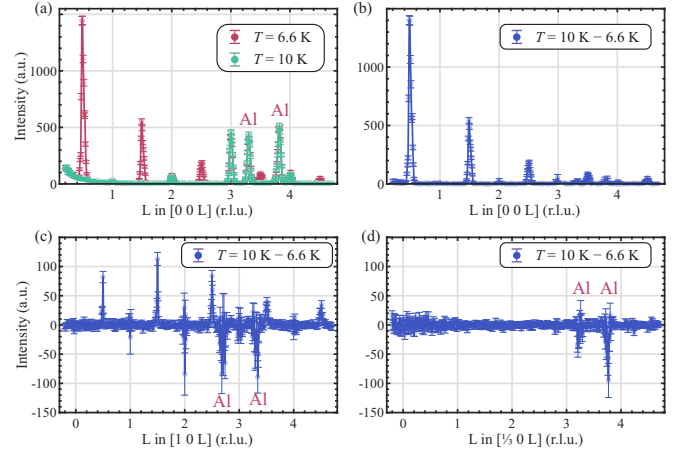 (a)
T = 6.6 K
T = 10 K
Al
Al
Intensity (a.u.)
1000
500
0
1
2
3
4
L in [0 0 L] (r.l.u.)
(b)
T = 10 K − 6.6 K
1000
500
0
1
2
3
4
L in [0 0 L] (r.l.u.)
(c)
T = 10 K − 6.6 K
Intensity (a.u.)
100
50
0
-50
-100
-150
Al
Al
0
1
2
3
4
L in [1 0 L] (r.l.u.)
(d)
T = 10 K − 6.6 K
Al
Al
100
50
0
-50
-100
-150
0
1
2
3
4
L in [⅓ 0 L] (r.l.u.)